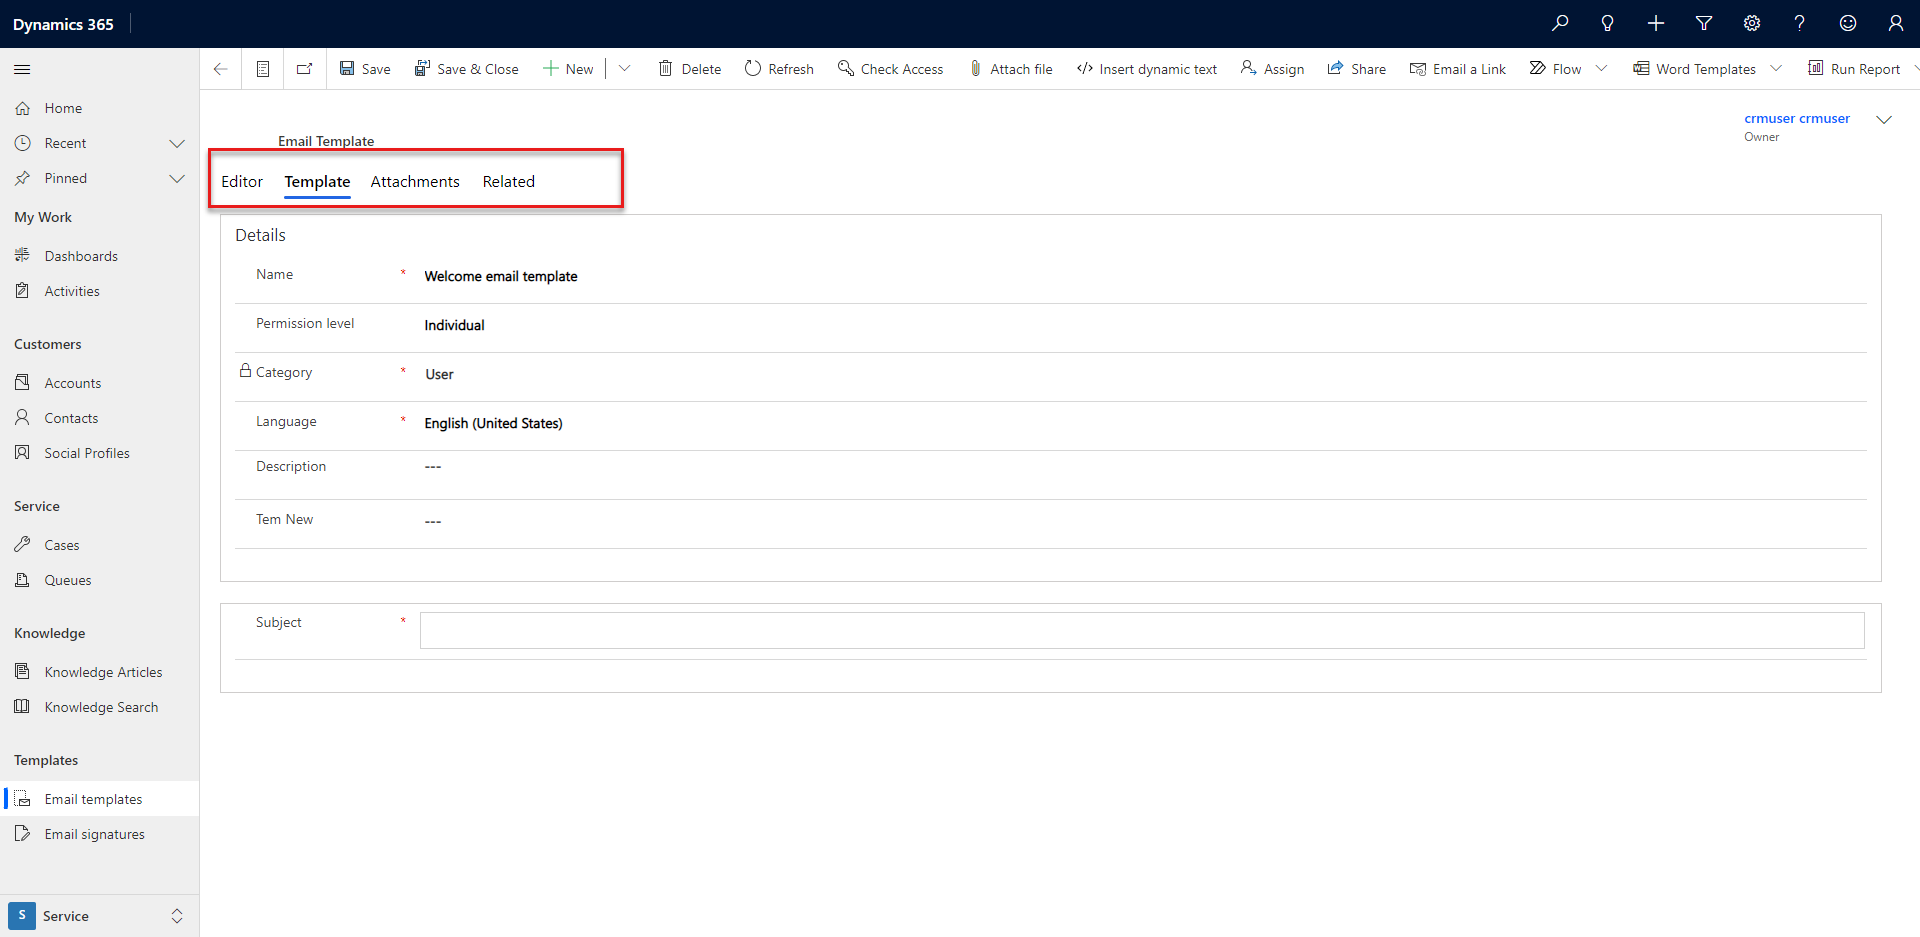 Dynamics 365
Save
Save & Close
New
Delete
Refresh
Check Access
Attach file
Insert dynamic text
Assign
Share
Email a Link
Flow
Word Templates
Run Report
Home
Recent
Pinned
My Work
Dashboards
Activities
Customers
Accounts
Contacts
Social Profiles
Service
Cases
Queues
Knowledge
Knowledge Articles
Knowledge Search
Templates
Email templates
Email signatures
S Service
crmuser crmuser
Owner
Email Template
Editor Template Attachments Related
Details
Name * Welcome email template
Permission level Individual
Category * User
Language * English (United States)
Description ---
Tem New ---
Subject *